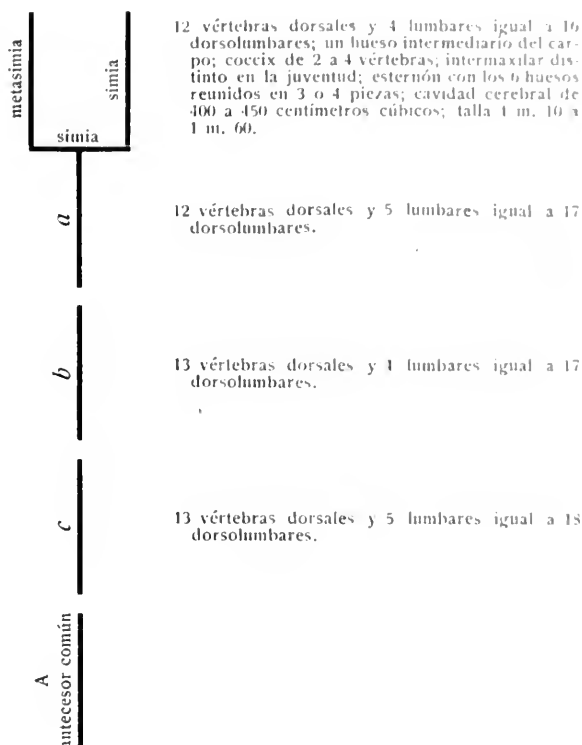 metasimia
simia
simia
12 vértebras dorsales y 4 lumbares igual a 16
dorsolumbares; un hueso intermediario del car-
po; coccix de 2 a 4 vértebras; intermaxilar dis-
tinto en la juventud; esternón con los 6 huesos
reunidos en 3 o 4 piezas; cavidad cerebral de
400 a 450 centímetros cúbicos; talla 1 m. 10 a
1 m. 60.
a
12 vértebras dorsales y 5 lumbares igual a 17
dorsolumbares.
b
13 vértebras dorsales y 4 lumbares igual a 17
dorsolumbares.
c
13 vértebras dorsales y 5 lumbares igual a 18
dorsolumbares.
A
antecesor común